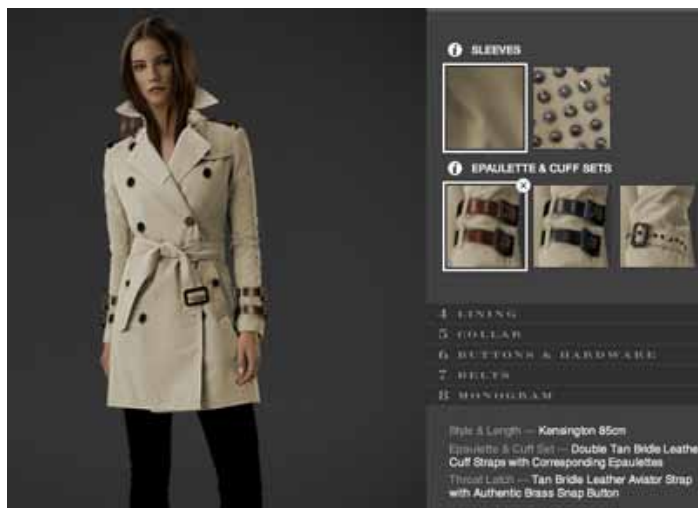 SLEEVES
EPAULETTE & CUFF SETS
4 LINING
5 COLLAR
6 BUTTONS & HARDWARE
7 BELTS
8 MONOGRAM
Style & Length — Kensington 85cm
Epaulette & Cuff Set — Double Tan Bridle Leathe
Cuff Straps with Corresponding Epaulettes
Throat Latch — Tan Bridle Leather Aviator Strap
with Authentic Brass Snap Button